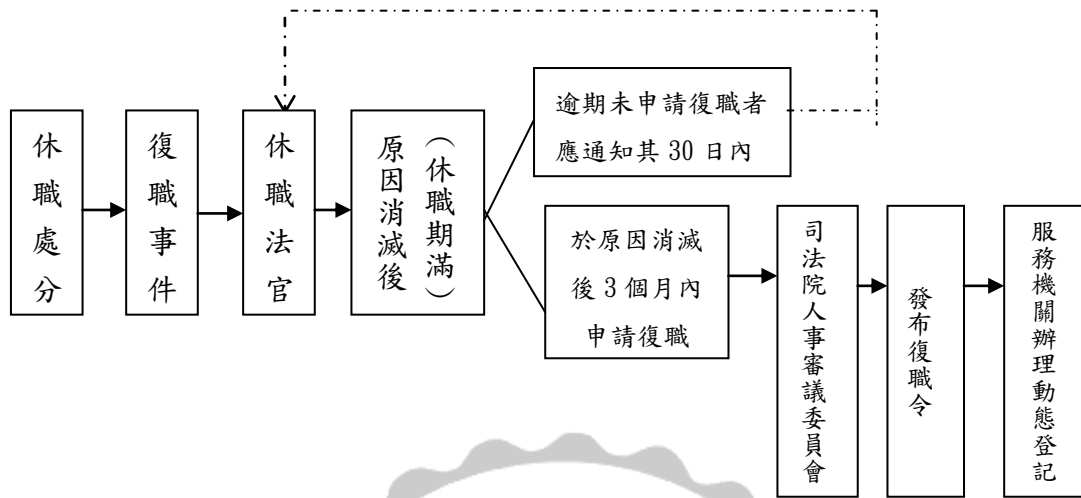 休職處分
復職事件
休職法官
原因消滅後
（休職期滿）
逾期未申請復職者
應通知其 30 日內
於原因消滅
後 3 個月內
申請復職
司法院人事審議委員會
發布復職令
服務機關辦理動態登記